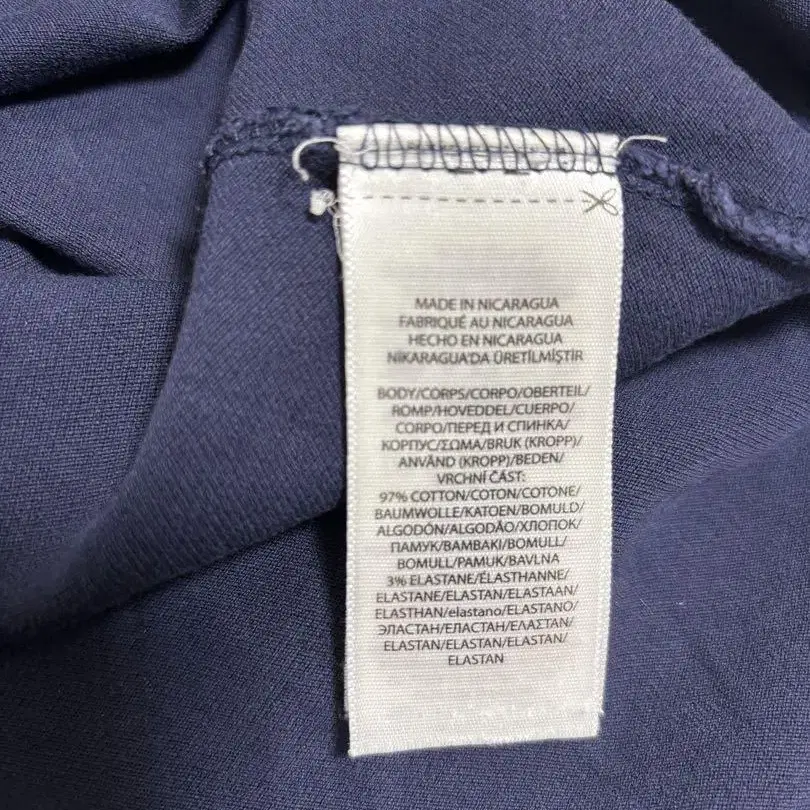 MADE IN NICARAGUA
FABRIQUÉ AU NICARAGUA
HECHO EN NICARAGUA
NİKARAGUA'DA ÜRETİLMİŞTİR
BODY/CORPS/CORPO/OBERTEIL/
ROMP/HOVEDDEL/CUERPO/
CORPO/ПЕРЕД И СПИНКА/
КОРПУС/ΣΩΜΑ/BRUK (KROPP)/
ANVÄND (KROPP)/BEDEN/
VRCHNÍ ČÁST:
97% COTTON/COTON/COTONE/
BAUMWOLLE/KATOEN/BOMULD/
ALGODÓN/ALGODÃO/ХЛОПОК/
ПАМУК/ΒΑΜΒΑΚΙ/BOMULL/
BOMULL/PAMUK/BAVLNA
3% ELASTANE/ÉLASTHANNE/
ELASTANE/ELASTAN/ELASTAAN/
ELASTHAN/elastano/ELASTANO/
ЭЛАСТАН/ЕЛАСТАН/ΕΛΑΣΤΑΝ/
ELASTAN/ELASTAN/ELASTAN/
ELASTAN